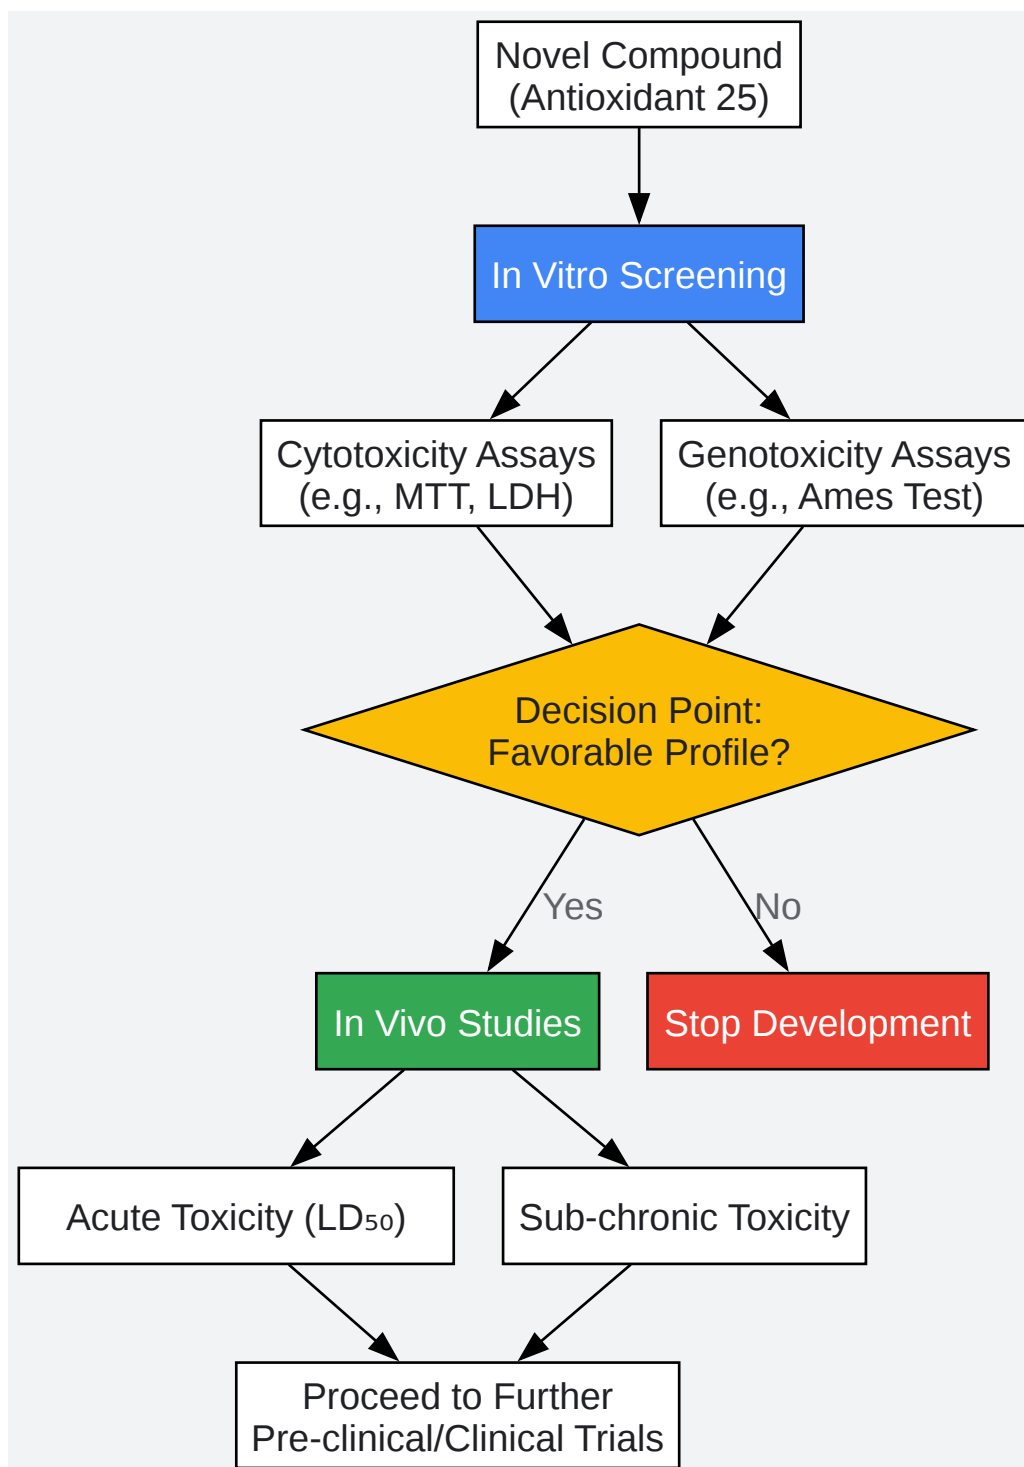 Novel Compound
(Antioxidant 25)
In Vitro Screening
Cytotoxicity Assays
(e.g., MTT, LDH)
Genotoxicity Assays
(e.g., Ames Test)
Decision Point:
Favorable Profile?
Yes
No
In Vivo Studies
Stop Development
Acute Toxicity (LD₅₀)
Sub-chronic Toxicity
Proceed to Further
Pre-clinical/Clinical Trials